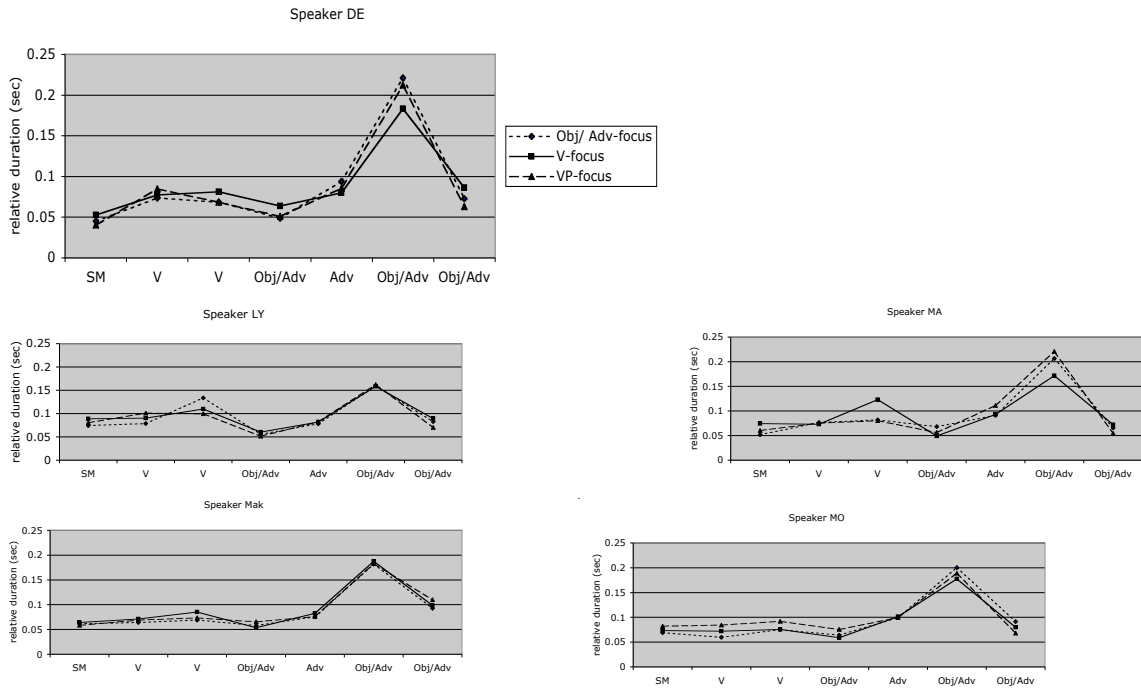 Speaker DE
0.25
0.2
0.15
0.1
0.05
0
relative duration (sec)
SM V V Obj/Adv Adv Obj/Adv Obj/Adv
Obj/ Adv-focus
V-focus
VP-focus
Speaker LY
0.25
0.2
0.15
0.1
0.05
0
relative duration (sec)
SM V V Obj/Adv Adv Obj/Adv Obj/Adv
Speaker MA
0.25
0.2
0.15
0.1
0.05
0
relative duration (sec)
SM V V Obj/Adv Adv Obj/Adv Obj/Adv
Speaker Mak
0.25
0.2
0.15
0.1
0.05
0
relative duration (sec)
SM V V Obj/Adv Adv Obj/Adv Obj/Adv
Speaker MO
0.25
0.2
0.15
0.1
0.05
0
relative duration (sec)
SM V V Obj/Adv Adv Obj/Adv Obj/Adv